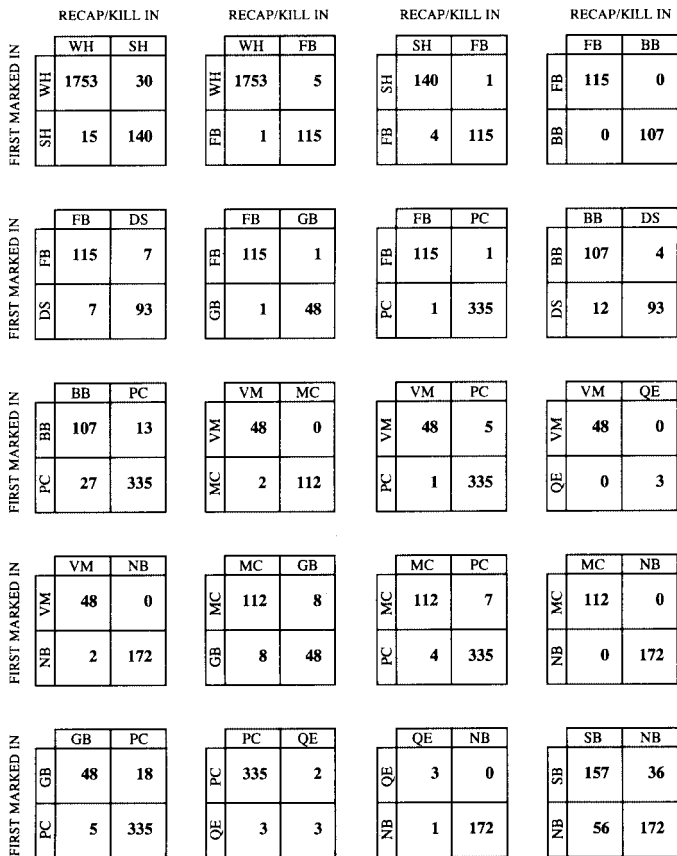 RECAP/KILL IN RECAP/KILL IN RECAP/KILL IN RECAP/KILL IN
FIRST MARKED IN
WH SH
WH 1753 30
SH 15 140
WH FB
WH 1753 5
FB 1 115
SH FB
SH 140 1
FB 4 115
FB BB
FB 115 0
BB 0 107
FIRST MARKED IN
FB DS
FB 115 7
DS 7 93
FB GB
FB 115 1
GB 1 48
FB PC
FB 115 1
PC 1 335
BB DS
BB 107 4
DS 12 93
FIRST MARKED IN
BB PC
BB 107 13
PC 27 335
VM MC
VM 48 0
MC 2 112
VM PC
VM 48 5
PC 1 335
VM QE
VM 48 0
QE 0 3
FIRST MARKED IN
VM NB
VM 48 0
NB 2 172
MC GB
MC 112 8
GB 8 48
MC PC
MC 112 7
PC 4 335
MC NB
MC 112 0
NB 0 172
FIRST MARKED IN
GB PC
GB 48 18
PC 5 335
PC QE
PC 335 2
QE 3 3
QE NB
QE 3 0
NB 1 172
SB NB
SB 157 36
NB 56 172